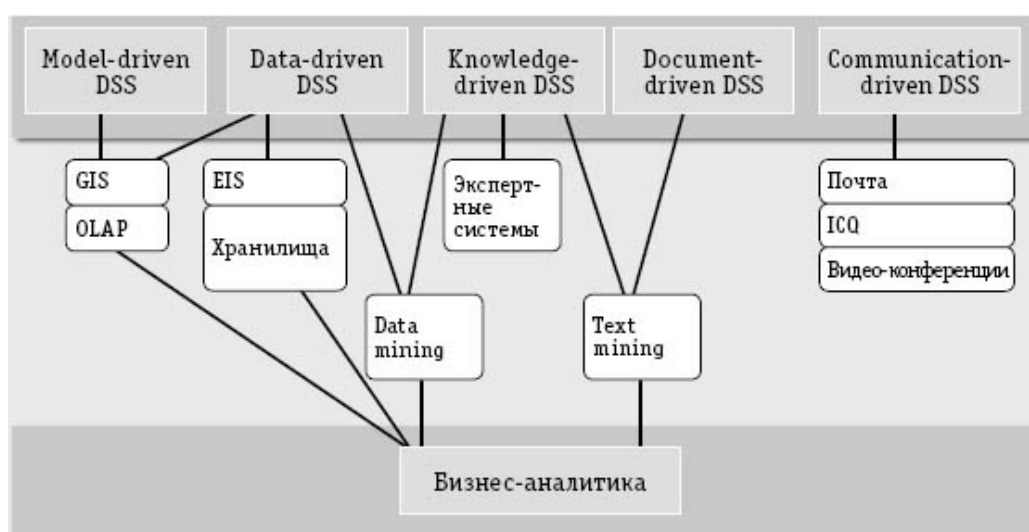 Model-driven
DSS
Data-driven
DSS
Knowledge-
driven DSS
Document-
driven DSS
Communication-
driven DSS
GIS
OLAP
EIS
Хранилища
Эксперт-
ные
системы
Почта
ICQ
Видео-конференции
Data
mining
Text
mining
Бизнес-аналитика